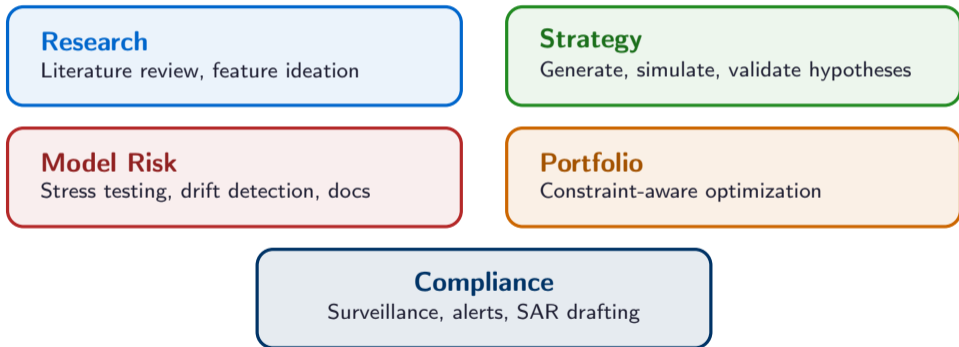 Research
Literature review, feature ideation
Strategy
Generate, simulate, validate hypotheses
Model Risk
Stress testing, drift detection, docs
Portfolio
Constraint-aware optimization
Compliance
Surveillance, alerts, SAR drafting